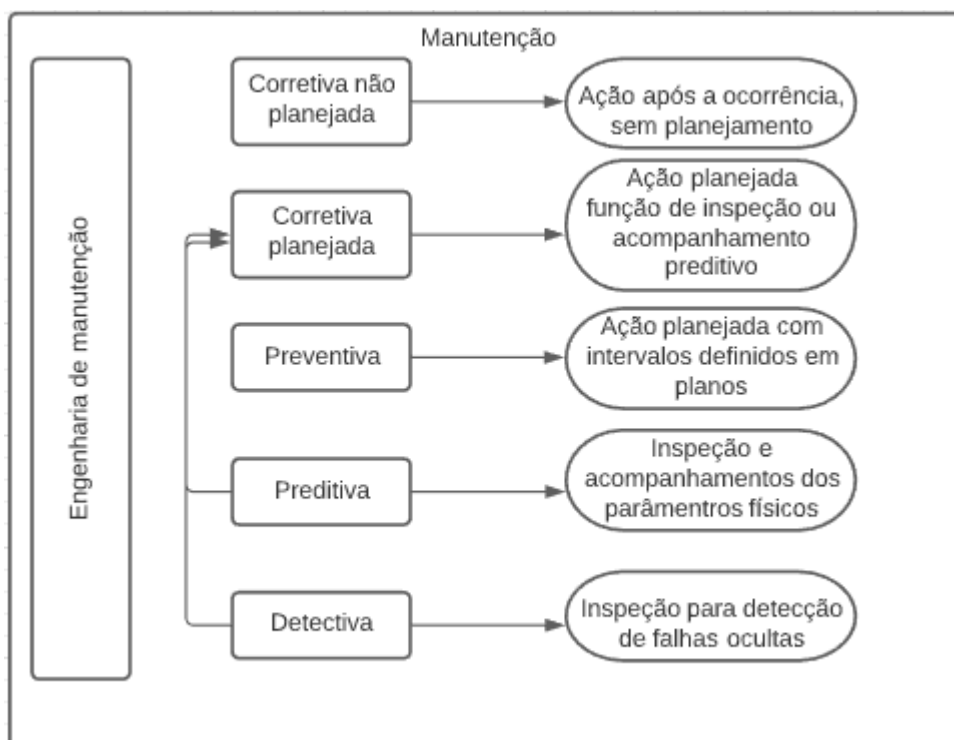 Manutenção
Engenharia de manutenção
Corretiva não
planejada
Ação após a ocorrência,
sem planejamento
Corretiva
planejada
Ação planejada
função de inspeção ou
acompanhamento
preditivo
Preventiva
Ação planejada com
intervalos definidos em
planos
Preditiva
Inspeção e
acompanhamentos dos
parâmentros físicos
Detectiva
Inspeção para detecção
de falhas ocultas